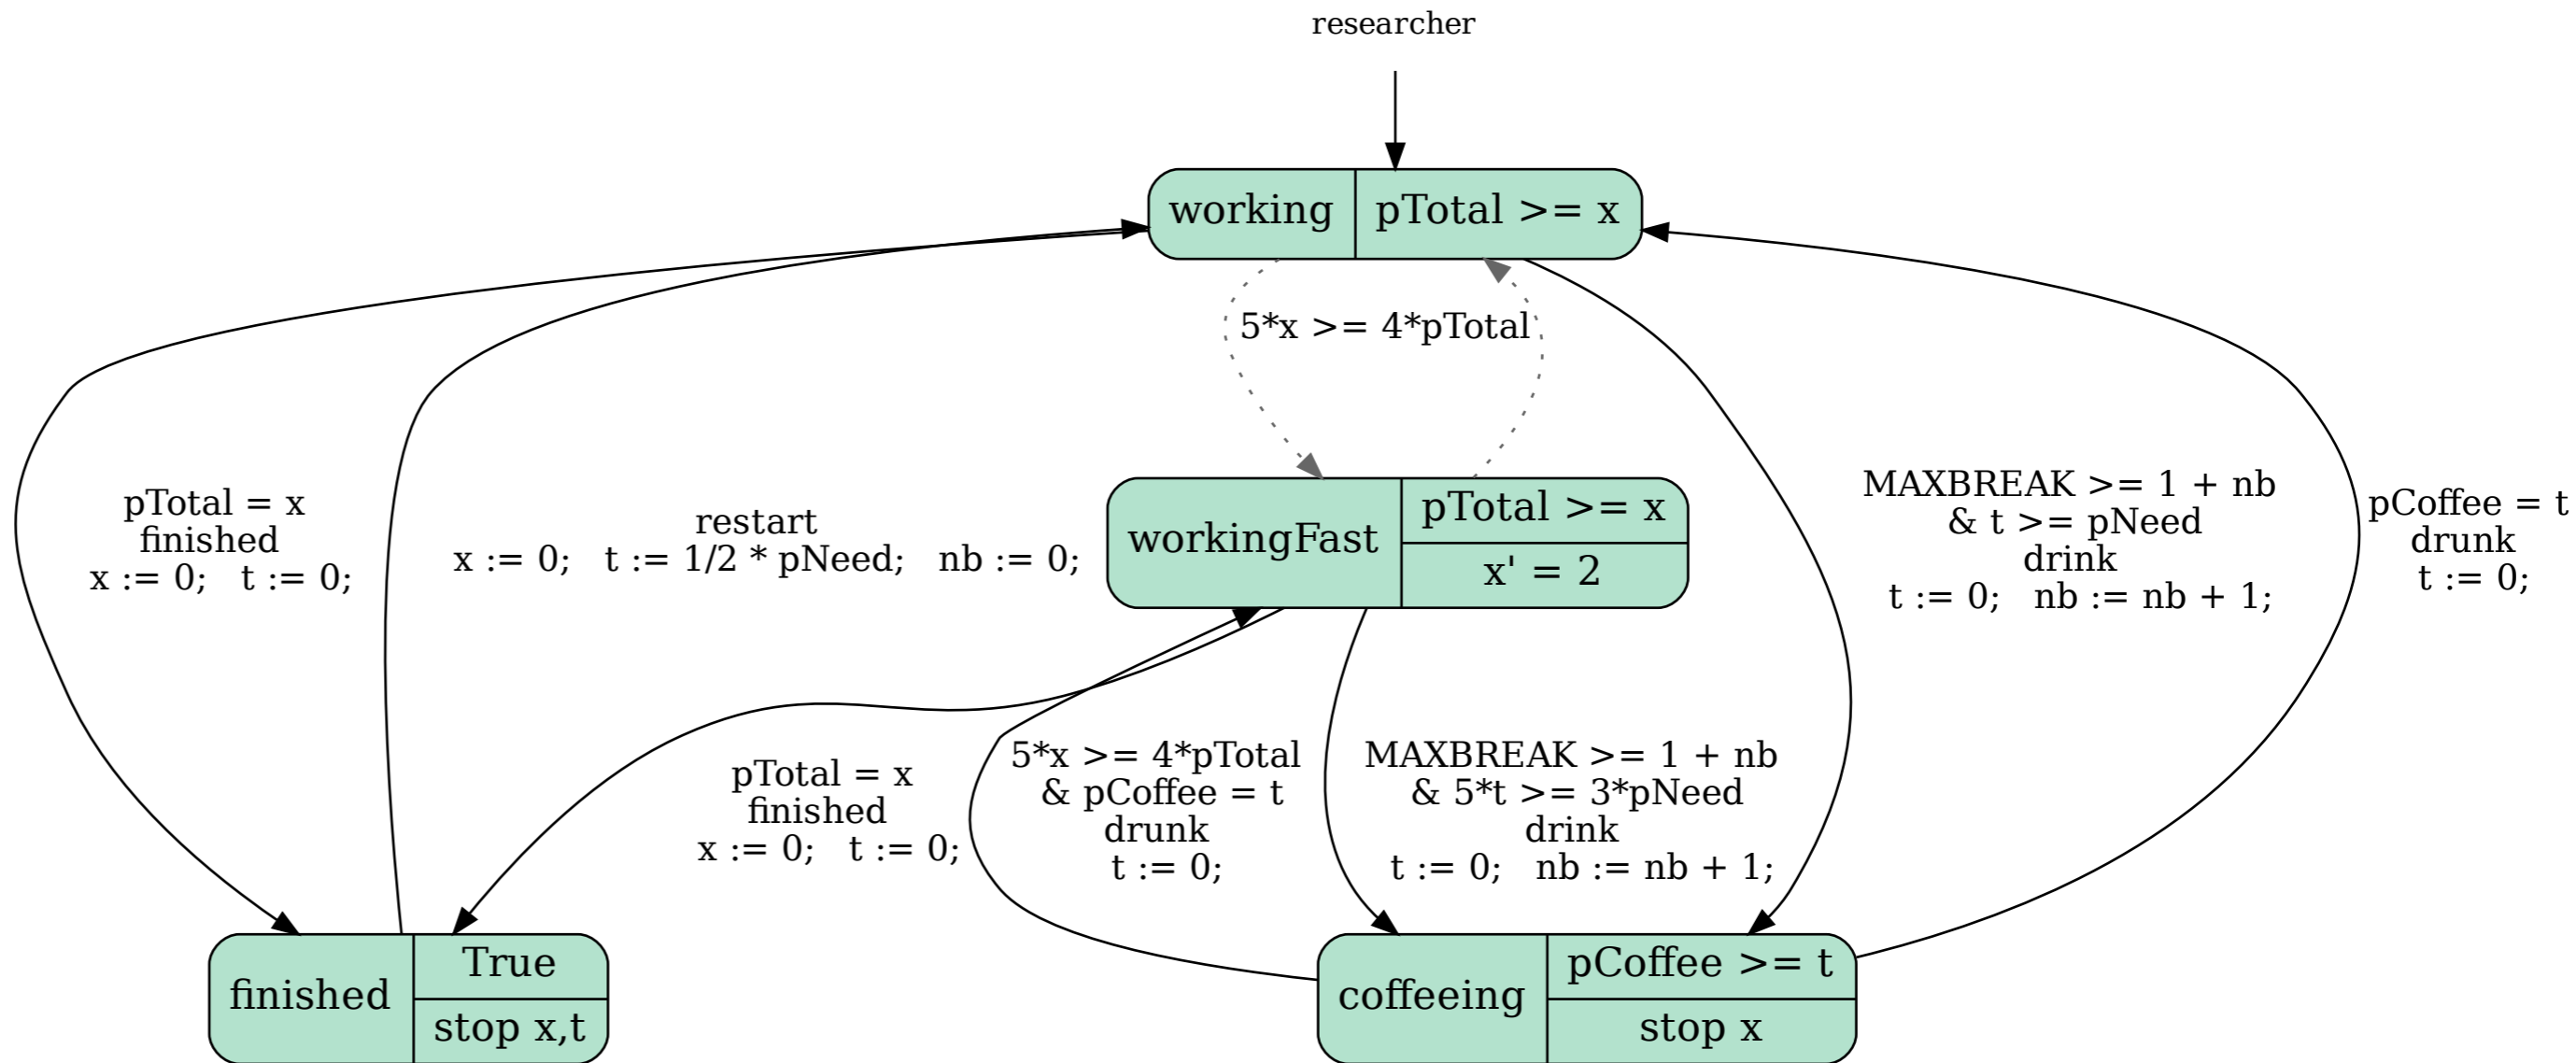 researcher
working
pTotal >= x
5*x >= 4*pTotal
pTotal = x
finished
x := 0;   t := 0;
restart
x := 0;   t := 1/2 * pNeed;   nb := 0;
workingFast
pTotal >= x
x' = 2
MAXBREAK >= 1 + nb
& t >= pNeed
drink
t := 0;   nb := nb + 1;
pCoffee = t
drunk
t := 0;
pTotal = x
finished
x := 0;   t := 0;
5*x >= 4*pTotal
& pCoffee = t
drunk
t := 0;
MAXBREAK >= 1 + nb
& 5*t >= 3*pNeed
drink
t := 0;   nb := nb + 1;
finished
True
stop x,t
coffeeing
pCoffee >= t
stop x